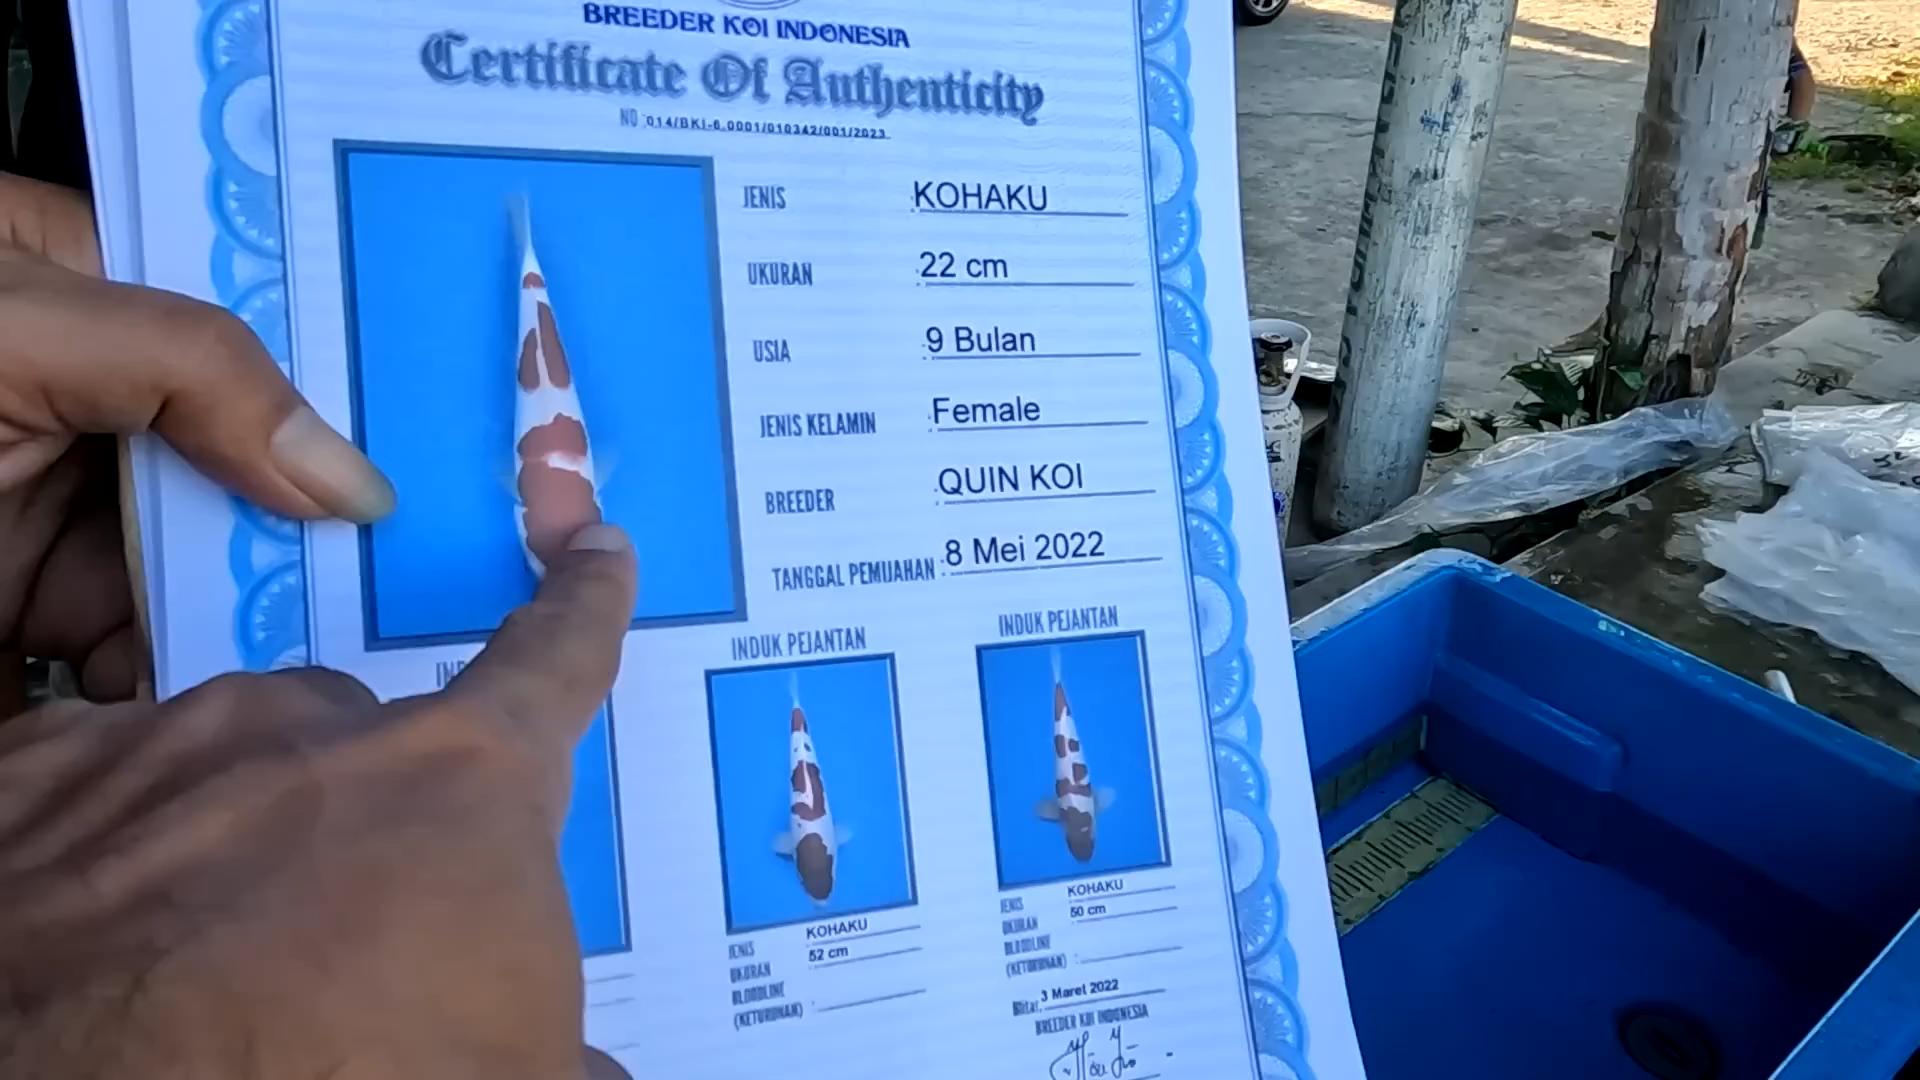 BREEDER KOI INDONESIA
Certificate Of Authenticity
NO 014/BKI-6.0001/010342/001/2023
JENIS : KOHAKU
UKURAN : 22 cm
USIA : 9 Bulan
JENIS KELAMIN : Female
BREEDER : QUIN KOI
TANGGAL PEMIJAHAN : 8 Mei 2022
IND
INDUK PEJANTAN
INDUK PEJANTAN
JENIS KOHAKU
UKURAN 52 cm
BLOODLINE
(KETURUNAN) :
JENIS KOHAKU
UKURAN 50 cm
BLOODLINE
(KETURUNAN) :
Blitar, 3 Maret 2022
BREEDER KOI INDONESIA